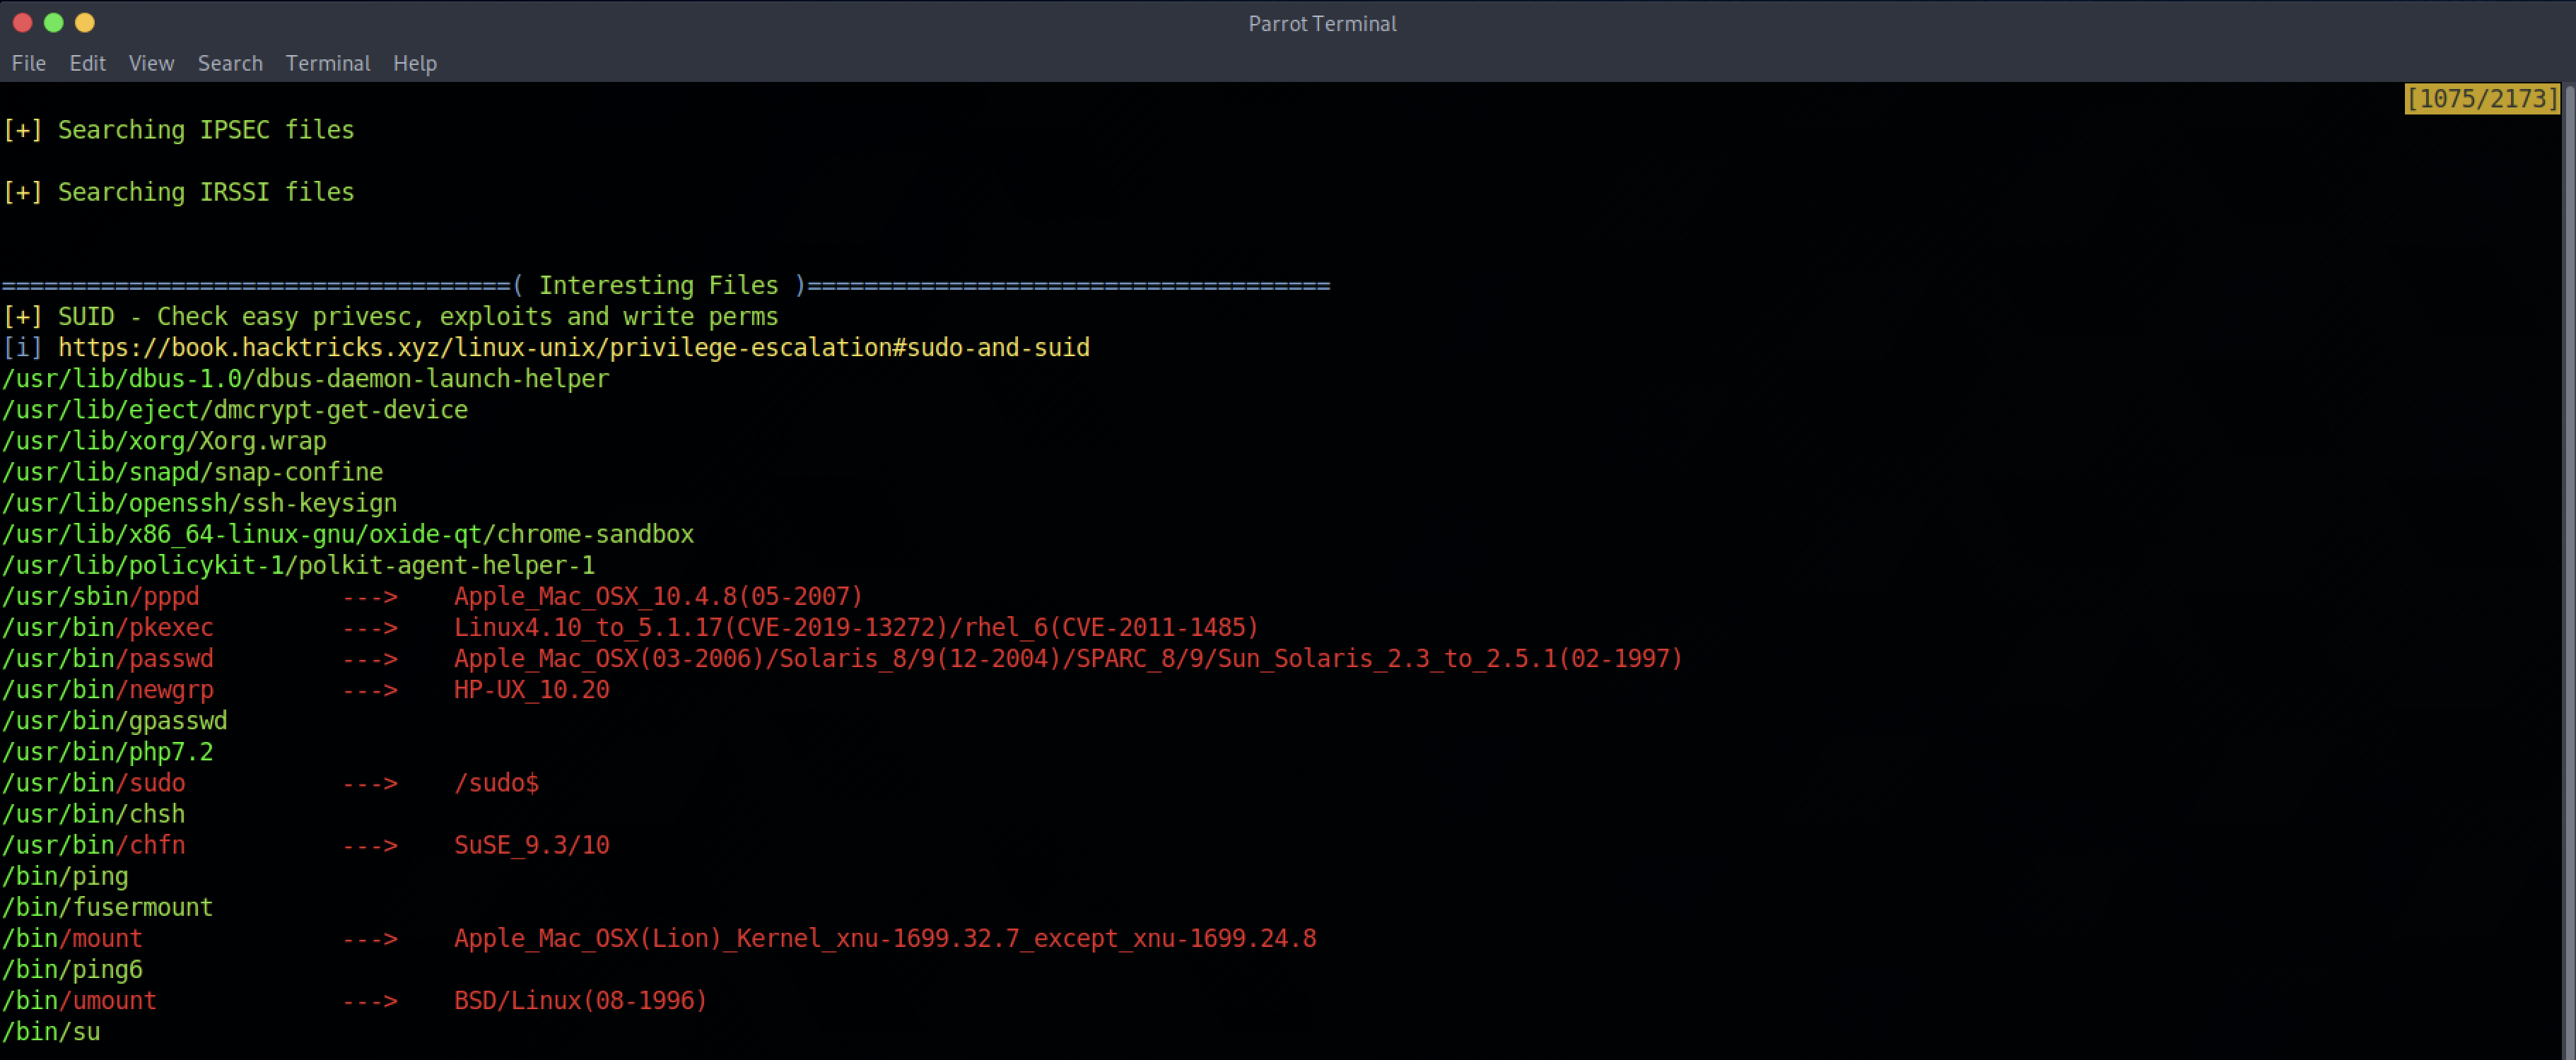 Parrot Terminal
File Edit View Search Terminal Help
[1075/2173]
[+] Searching IPSEC files
[+] Searching IRSSI files
====================================( Interesting Files )=====================================
[+] SUID - Check easy privesc, exploits and write perms
[i] https://book.hacktricks.xyz/linux-unix/privilege-escalation#sudo-and-suid
/usr/lib/dbus-1.0/dbus-daemon-launch-helper
/usr/lib/eject/dmcrypt-get-device
/usr/lib/xorg/Xorg.wrap
/usr/lib/snapd/snap-confine
/usr/lib/openssh/ssh-keysign
/usr/lib/x86_64-linux-gnu/oxide-qt/chrome-sandbox
/usr/lib/policykit-1/polkit-agent-helper-1
/usr/sbin/pppd ---> Apple_Mac_OSX_10.4.8(05-2007)
/usr/bin/pkexec ---> Linux4.10_to_5.1.17(CVE-2019-13272)/rhel_6(CVE-2011-1485)
/usr/bin/passwd ---> Apple_Mac_OSX(03-2006)/Solaris_8/9(12-2004)/SPARC_8/9/Sun_Solaris_2.3_to_2.5.1(02-1997)
/usr/bin/newgrp ---> HP-UX_10.20
/usr/bin/gpasswd
/usr/bin/php7.2
/usr/bin/sudo ---> /sudo$
/usr/bin/chsh
/usr/bin/chfn ---> SuSE_9.3/10
/bin/ping
/bin/fusermount
/bin/mount ---> Apple_Mac_OSX(Lion)_Kernel_xnu-1699.32.7_except_xnu-1699.24.8
/bin/ping6
/bin/umount ---> BSD/Linux(08-1996)
/bin/su